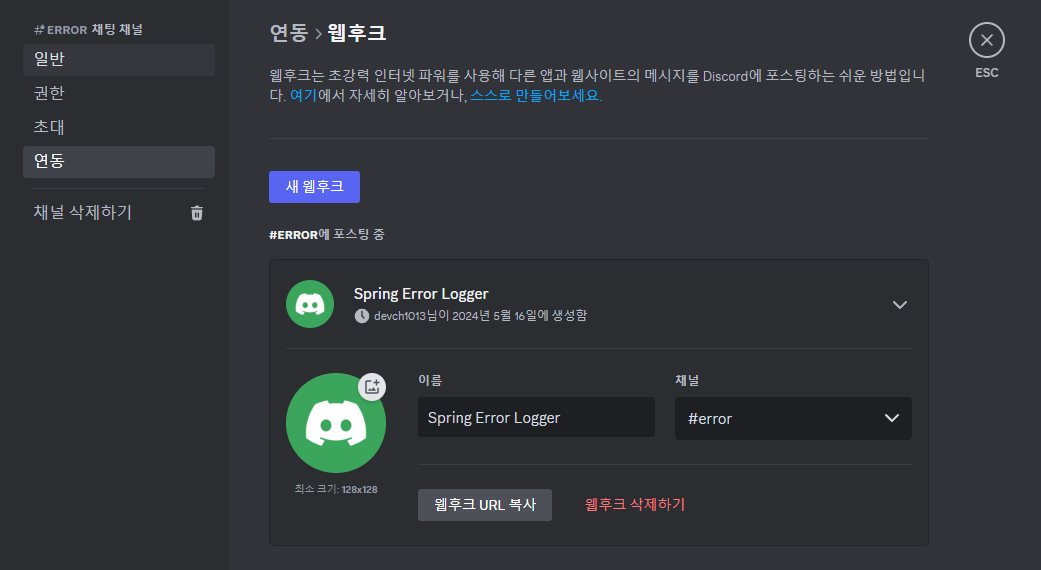 #ERROR 채팅 채널
일반
권한
초대
연동
채널 삭제하기
연동 > 웹후크
ESC
웹후크는 초강력 인터넷 파워를 사용해 다른 앱과 웹사이트의 메시지를 Discord에 포스팅하는 쉬운 방법입니
다. 여기에서 자세히 알아보거나, 스스로 만들어보세요.
새 웹후크
#ERROR에 포스팅 중
Spring Error Logger
devch1013님이 2024년 5월 16일에 생성함
이름
채널
Spring Error Logger
#error
최소 크기: 128x128
웹후크 URL 복사
웹후크 삭제하기